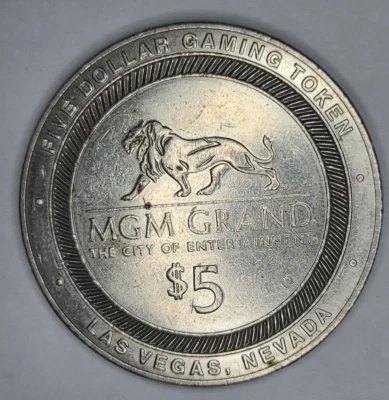 FIVE DOLLAR GAMING TOKEN
MGM GRAND
THE CITY OF ENTERTAINMENT
$5
LAS VEGAS, NEVADA